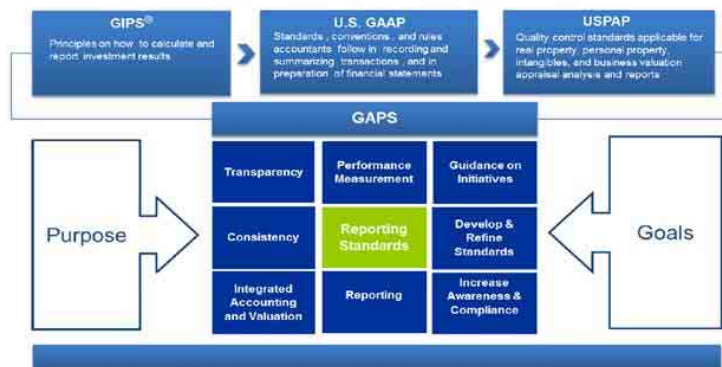 GIPS®
Principles on how to calculate and
report investment results
U.S. GAAP
Standards , conventions , and rules
accountants follow in recording and
summarizing transactions , and in
preparation of financial statements
USPAP
Quality control standards applicable for
real property, personal property,
intangibles, and business valuation
appraisal analysis and reports
GAPS
Purpose
Transparency
Performance
Measurement
Guidance on
Initiatives
Consistency
Reporting
Standards
Develop &
Refine
Standards
Integrated
Accounting
and Valuation
Reporting
Increase
Awareness &
Compliance
Goals